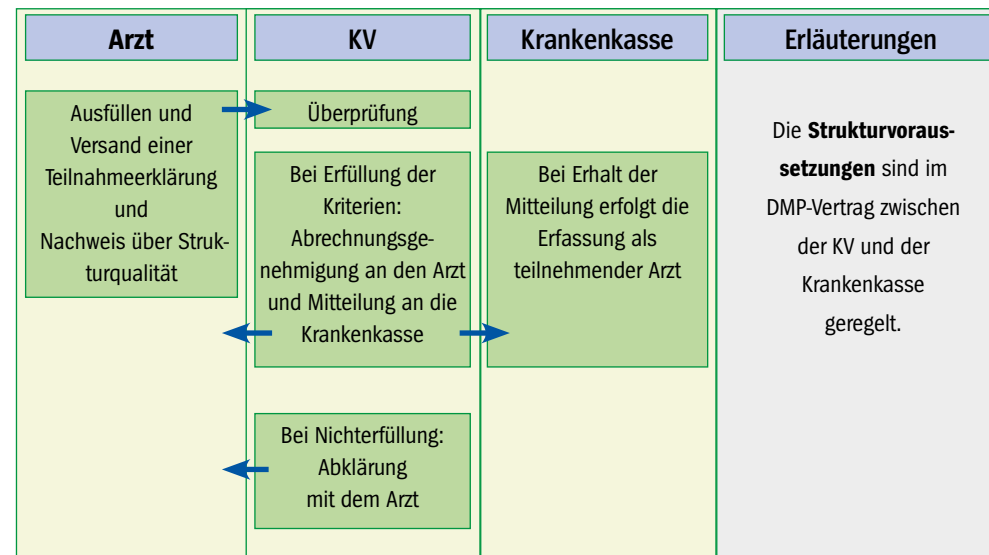 Arzt
KV
Krankenkasse
Erläuterungen
Ausfüllen und
Versand einer
Teilnahmeerklärung
und
Nachweis über Struk-
turqualität
Überprüfung
Bei Erfüllung der
Kriterien:
Abrechnungsge-
nehmigung an den Arzt
und Mitteilung an die
Krankenkasse
Bei Nichterfüllung:
Abklärung
mit dem Arzt
Bei Erhalt der
Mitteilung erfolgt die
Erfassung als
teilnehmender Arzt
Die Strukturvoraus-
setzungen sind im
DMP-Vertrag zwischen
der KV und der
Krankenkasse
geregelt.